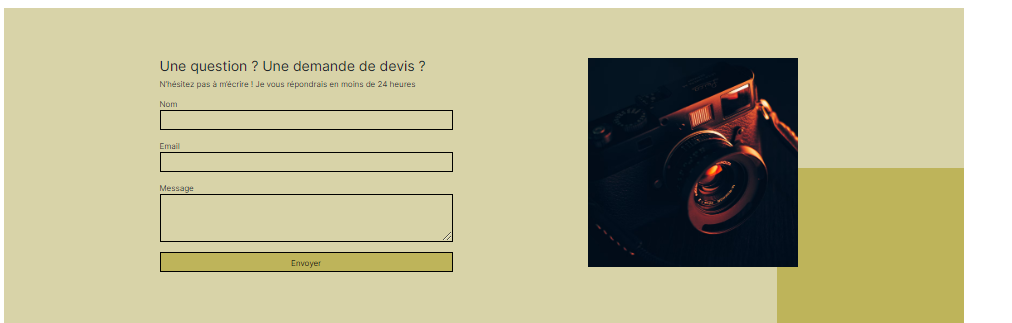 Une question ? Une demande de devis ?
N'hésitez pas à m'écrire ! Je vous répondrais en moins de 24 heures
Nom
Email
Message
Envoyer